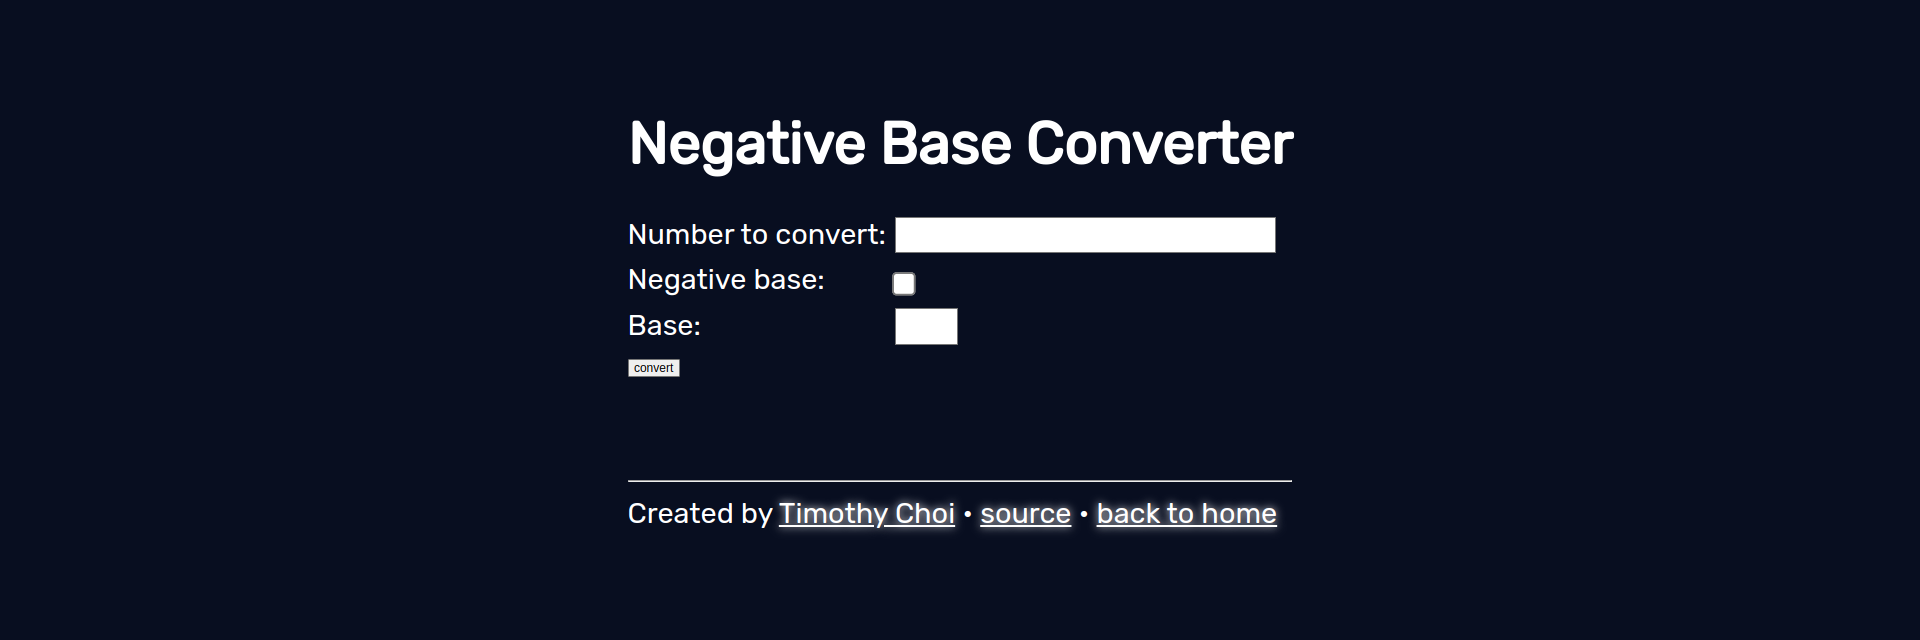 Negative Base Converter
Number to convert:
Negative base:
Base:
convert
Created by Timothy Choi • source • back to home